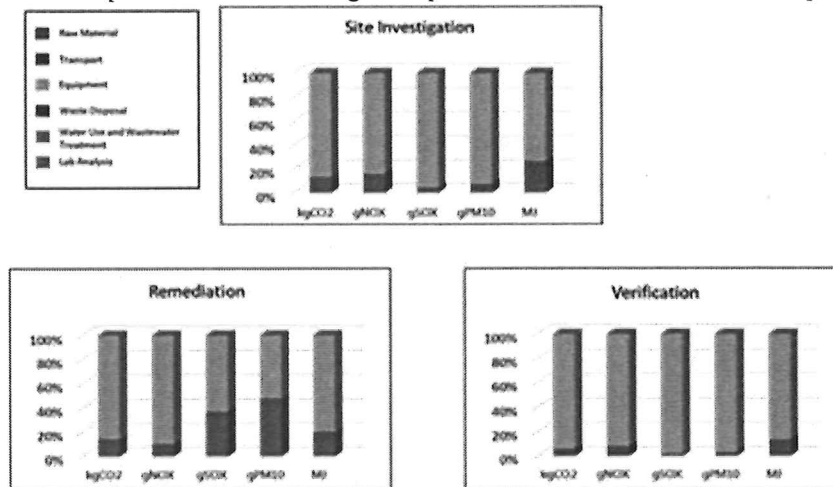 Site Investigation
Raw Material
Transport
Equipment
Waste Disposal
Water Use and Wastewater
Treatment
Lab Analysis
100%
80%
60%
40%
20%
0%
kgCO2 gNOX gSOX gPM10 MJ
Remediation
100%
80%
60%
40%
20%
0%
kgCO2 gNOX gSOX gPM10 MJ
Verification
100%
80%
60%
40%
20%
0%
kgCO2 gNOX gSOX gPM10 MJ